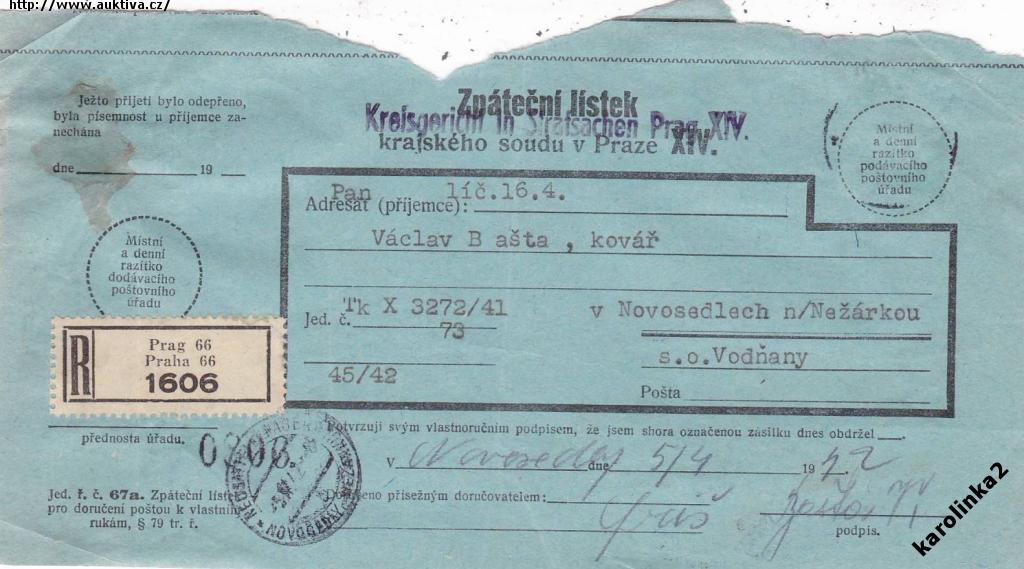 http://www.auktiva.cz/
Ježto přijetí bylo odepřeno,
byla písemnost u příjemce za-
nechána
dne 19
Zpáteční lístek
Kreisgericht in Strafsachen Prag XIV.
krajského soudu v Praze XIV.
Místní
a denní
razítko
podávacího
poštovního
úřadu
Pan líč.16.4.
Adresát (příjemce):
Václav B ašta , kovář
Místní
a denní
razítko
dodávacího
poštovního
úřadu
Jed. č. Tk X 3272/41
73
45/42
v Novosedlech n/Nežárkou
s.o.Vodňany
Pošta
R
Prag 66
Praha 66
1606
přednosta úřadu.
Potvrzuji svým vlastnoručním podpisem, že jsem shora označenou zásilku dnes obdržel .
v Novosedly dne 5/4 1942
Jed. ř. č. 67a. Zpáteční líste
pro doručení poštou k vlastním
rukám, § 79 tr. ř.
Doručeno přísežným doručovatelem:
podpis.
karolinka2